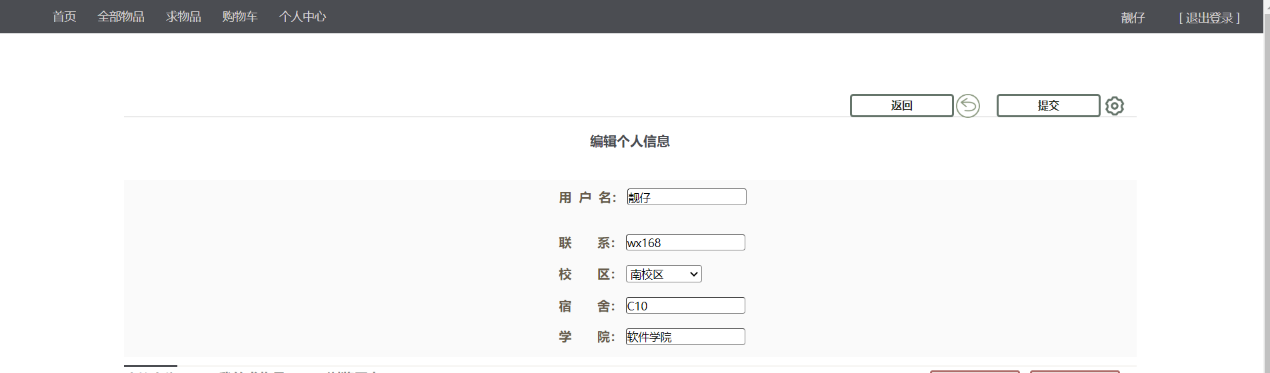 首页 全部物品 求物品 购物车 个人中心 靓仔 [ 退出登录 ]
返回 提交
编辑个人信息
用 户 名： 靓仔
联 系： wx168
校 区： 南校区
宿 舍： C10
学 院： 软件学院